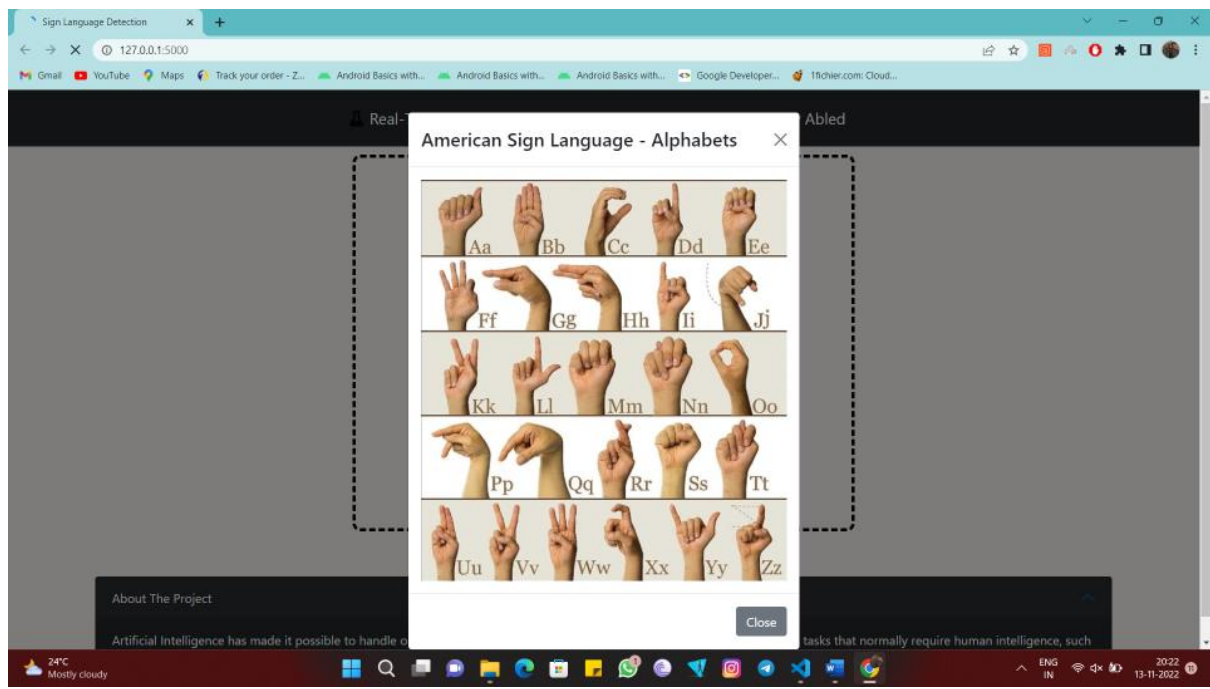 Sign Language Detection
127.0.0.1:5000
Gmail YouTube Maps Track your order - Z... Android Basics with... Android Basics with... Android Basics with... Google Developer... 1fichier.com: Cloud...
Real- Abled
American Sign Language - Alphabets
Aa Bb Cc Dd Ee
Ff Gg Hh Ii Jj
Kk Ll Mm Nn Oo
Pp Qq Rr Ss Tt
Uu Vv Ww Xx Yy Zz
Close
About The Project
Artificial Intelligence has made it possible to handle tasks that normally require human intelligence, such
24°C
Mostly cloudy
ENG
IN
20:22
13-11-2022